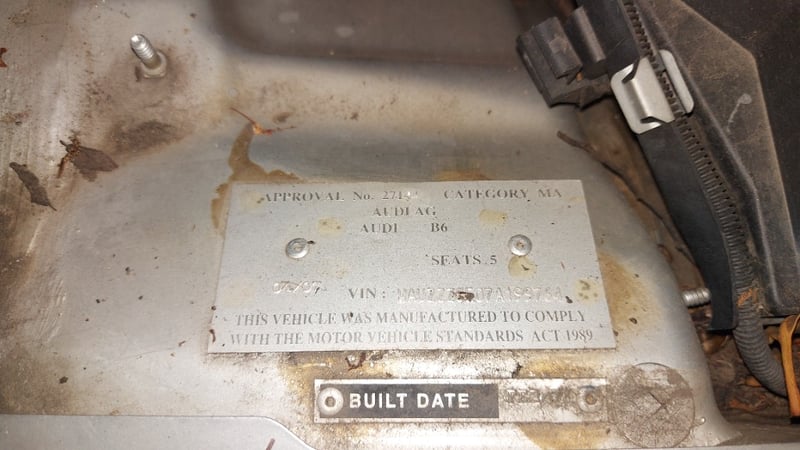 APPROVAL No. CATEGORY MA
AUDI AG
AUDI B6
SEATS 5
VIN :
THIS VEHICLE WAS MANUFACTURED TO COMPLY
WITH THE MOTOR VEHICLE STANDARDS ACT 1989
BUILT DATE